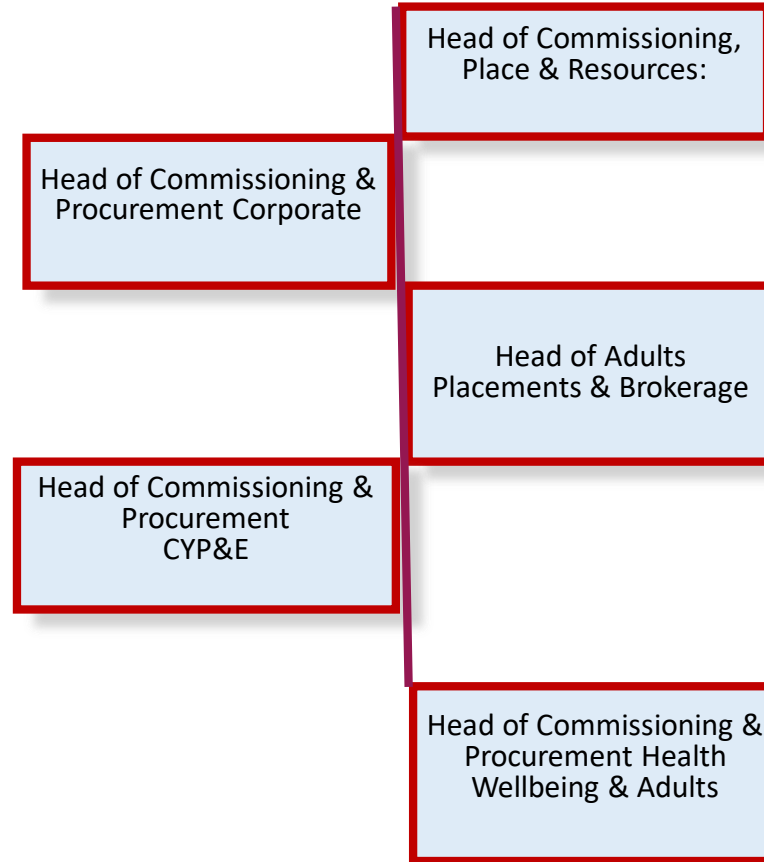 Head of Commissioning,
Place & Resources:
Head of Commissioning &
Procurement Corporate
Head of Adults
Placements & Brokerage
Head of Commissioning &
Procurement
CYP&E
Head of Commissioning &
Procurement Health
Wellbeing & Adults